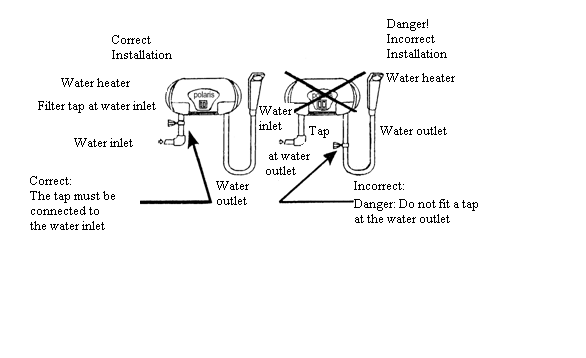 Correct
Installation
Water heater
Filter tap at water inlet
Water inlet
polaris
Correct:
The tap must be
connected to
the water inlet
Water
outlet
Danger!
Incorrect
Installation
Water heater
Water
inlet
Tap
at water
outlet
Water outlet
Incorrect:
Danger: Do not fit a tap
at the water outlet